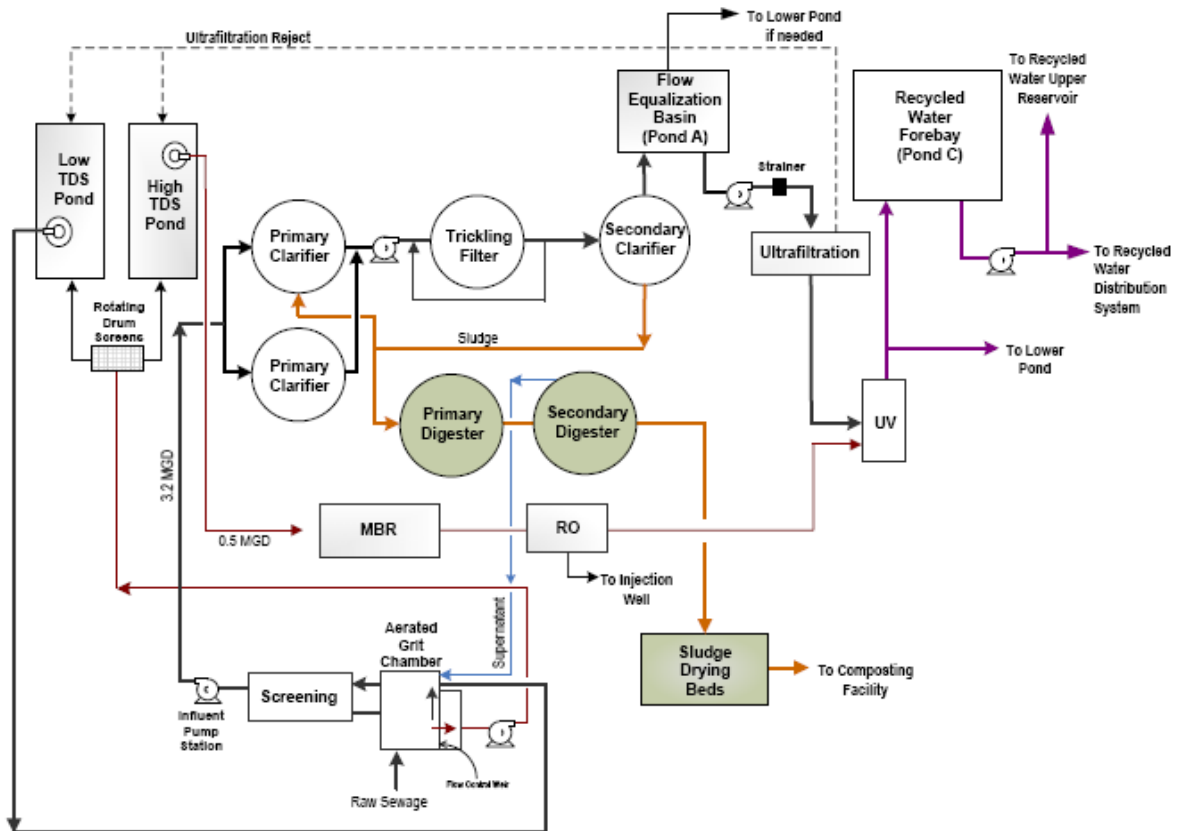 Ultrafiltration Reject
To Lower Pond
if needed
Low
TDS
Pond
High
TDS
Pond
Flow
Equalization
Basin
(Pond A)
Recycled
Water
Forebay
(Pond C)
To Recycled
Water Upper
Reservoir
Strainer
Primary
Clarifier
Trickling
Filter
Secondary
Clarifier
Ultrafiltration
To Recycled
Water
Distribution
System
Rotating
Drum
Screens
Sludge
Primary
Clarifier
To Lower
Pond
Primary
Digester
Secondary
Digester
UV
3.2 MGD
0.5 MGD
MBR
RO
To Injection
Well
Supernatant
Aerated
Grit
Chamber
Screening
Influent
Pump
Station
Sludge
Drying
Beds
To Composting
Facility
Flow Control Weir
Raw Sewage